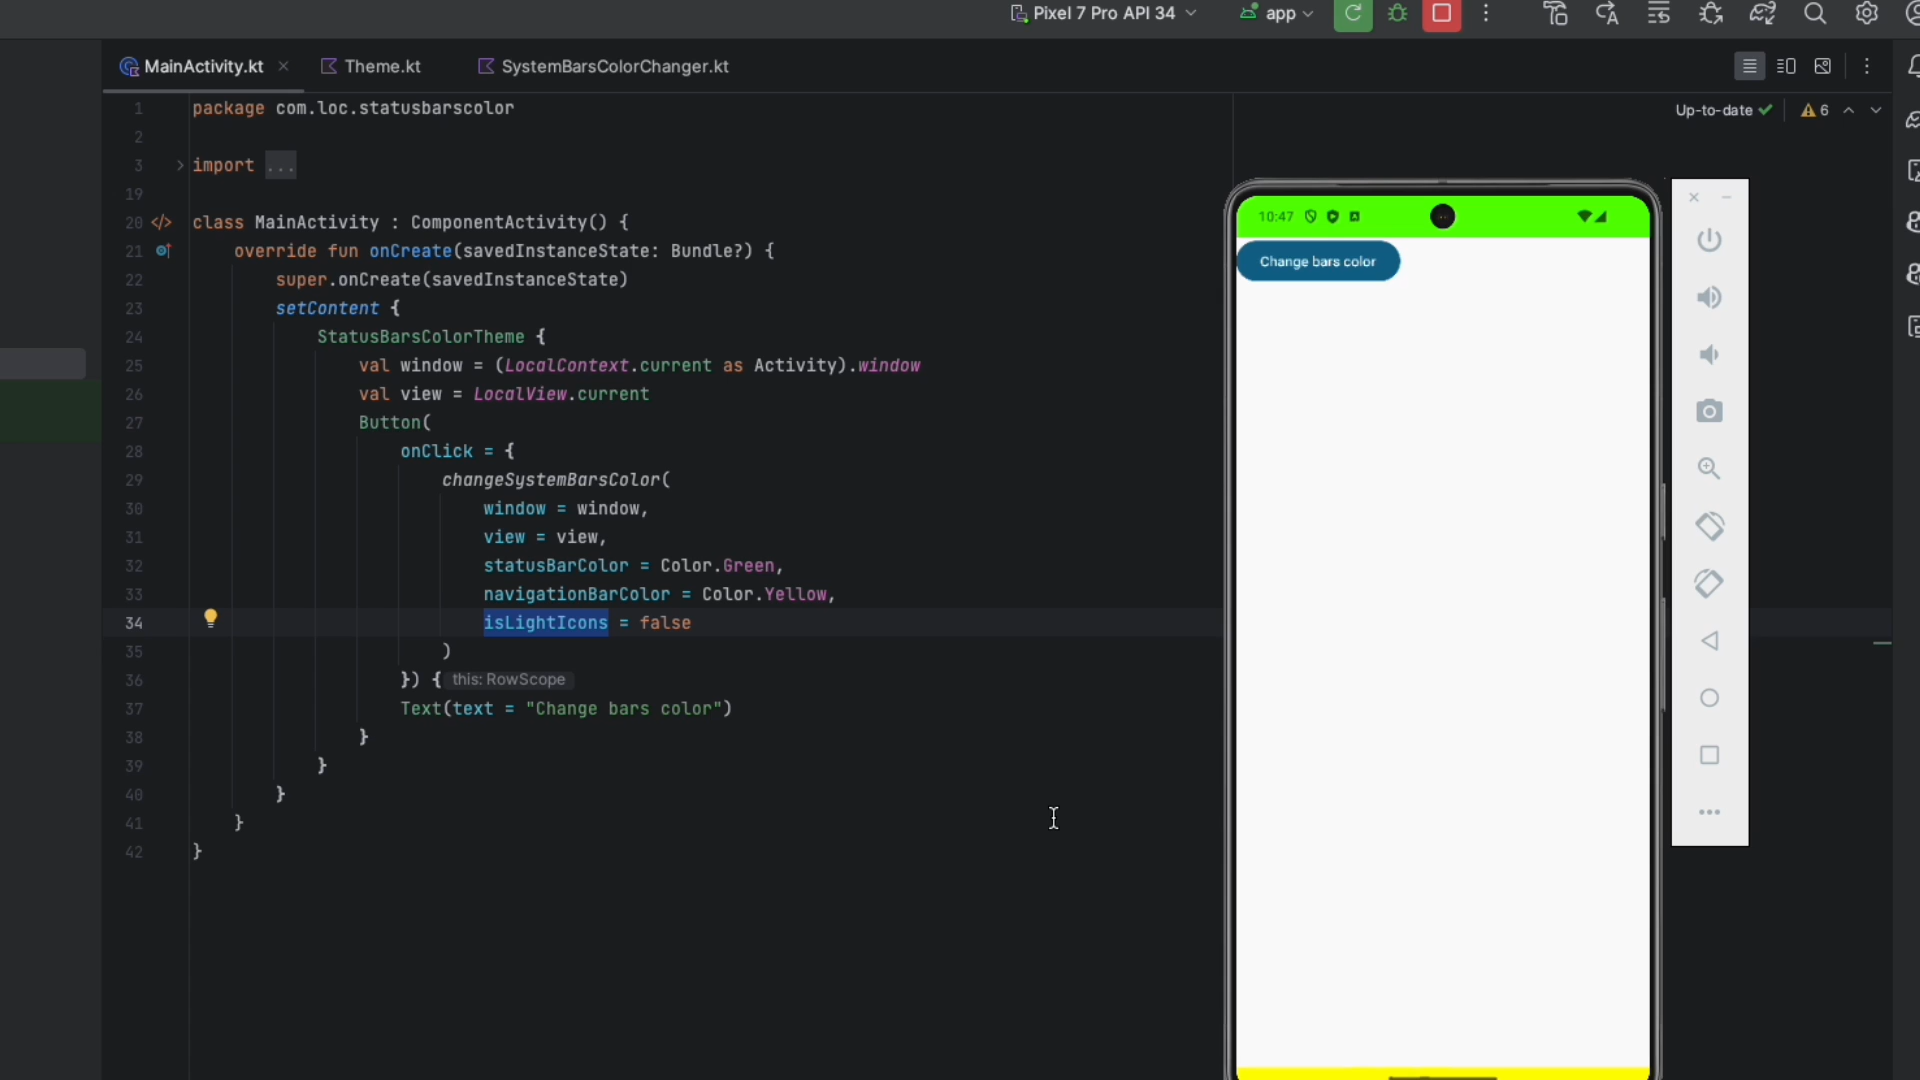 Pixel 7 Pro API 34
app
MainActivity.kt
Theme.kt
SystemBarsColorChanger.kt
Up-to-date
6
1 package com.loc.statusbarscolor
2
3 import ...
19
20 class MainActivity : ComponentActivity() {
21 override fun onCreate(savedInstanceState: Bundle?) {
22 super.onCreate(savedInstanceState)
23 setContent {
24 StatusBarsColorTheme {
25 val window = (LocalContext.current as Activity).window
26 val view = LocalView.current
27 Button(
28 onClick = {
29 changeSystemBarsColor(
30 window = window,
31 view = view,
32 statusBarColor = Color.Green,
33 navigationBarColor = Color.Yellow,
34 isLightIcons = false
35 )
36 }) { this: RowScope
37 Text(text = "Change bars color")
38 }
39 }
40 }
41 }
42 }
10:47
Change bars color